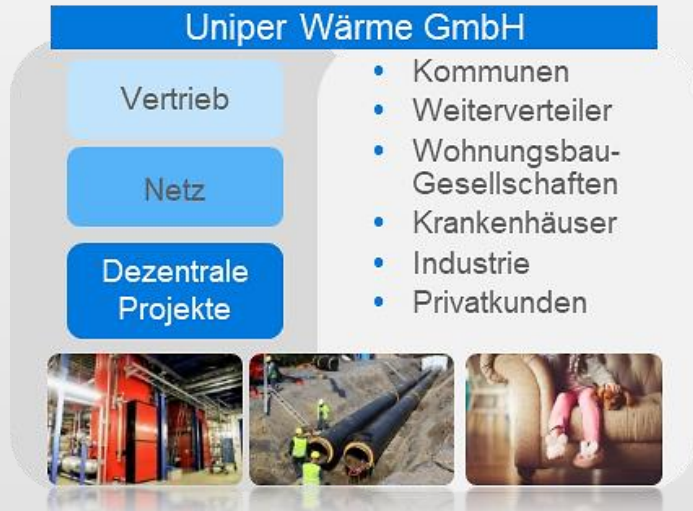 Uniper Wärme GmbH
Vertrieb
Netz
Dezentrale
Projekte
• Kommunen
• Weiterverteiler
• Wohnungsbau-
Gesellschaften
• Krankenhäuser
• Industrie
• Privatkunden